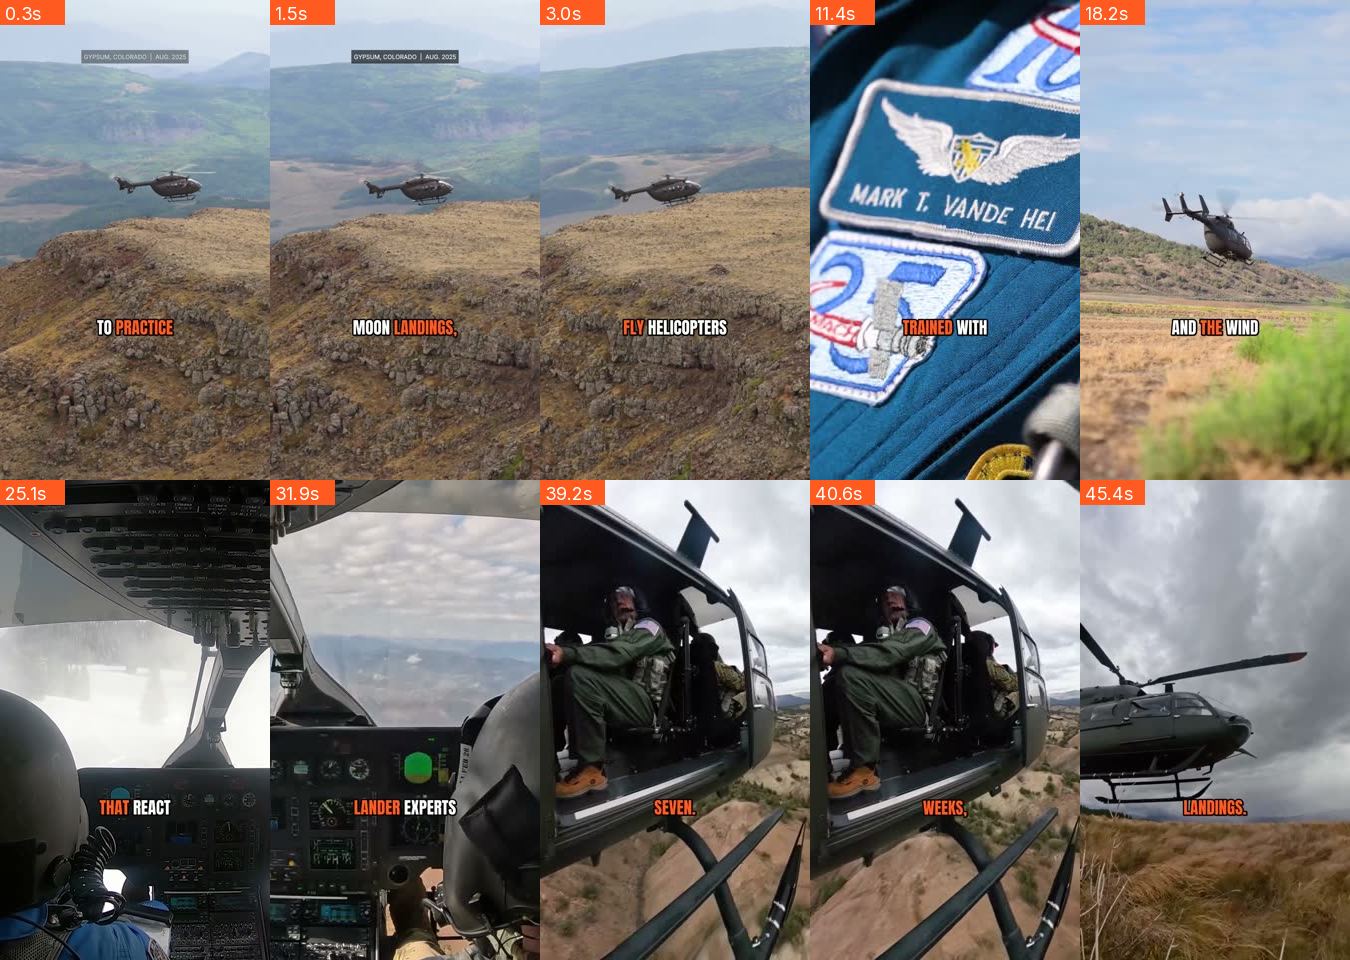 0.3s
GYPSUM, COLORADO | AUG. 2025
TO PRACTICE
1.5s
GYPSUM, COLORADO | AUG. 2025
MOON LANDINGS,
3.0s
FLY HELICOPTERS
11.4s
MARK T. VANDE HEI
TRAINED WITH
18.2s
AND THE WIND
25.1s
THAT REACT
31.9s
LANDER EXPERTS
39.2s
SEVEN.
40.6s
WEEKS,
45.4s
LANDINGS.